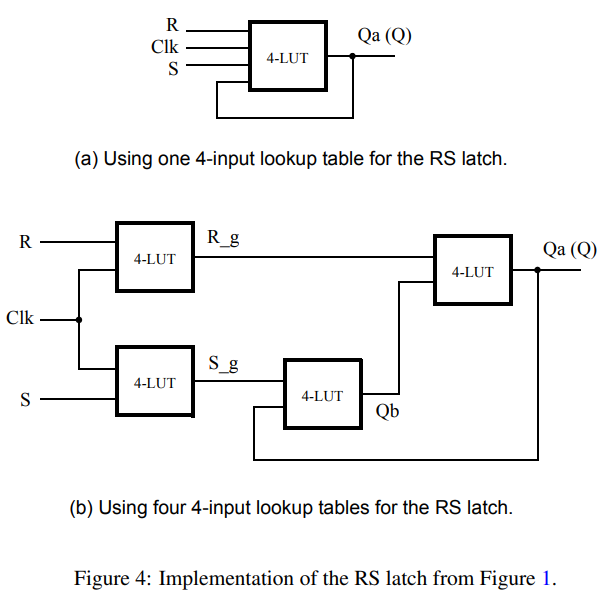 R
Clk
S
4-LUT
Qa (Q)
(a) Using one 4-input lookup table for the RS latch.
R
4-LUT
R_g
4-LUT
Qa (Q)
Clk
4-LUT
S_g
S
4-LUT
Qb
(b) Using four 4-input lookup tables for the RS latch.
Figure 4: Implementation of the RS latch from Figure 1.